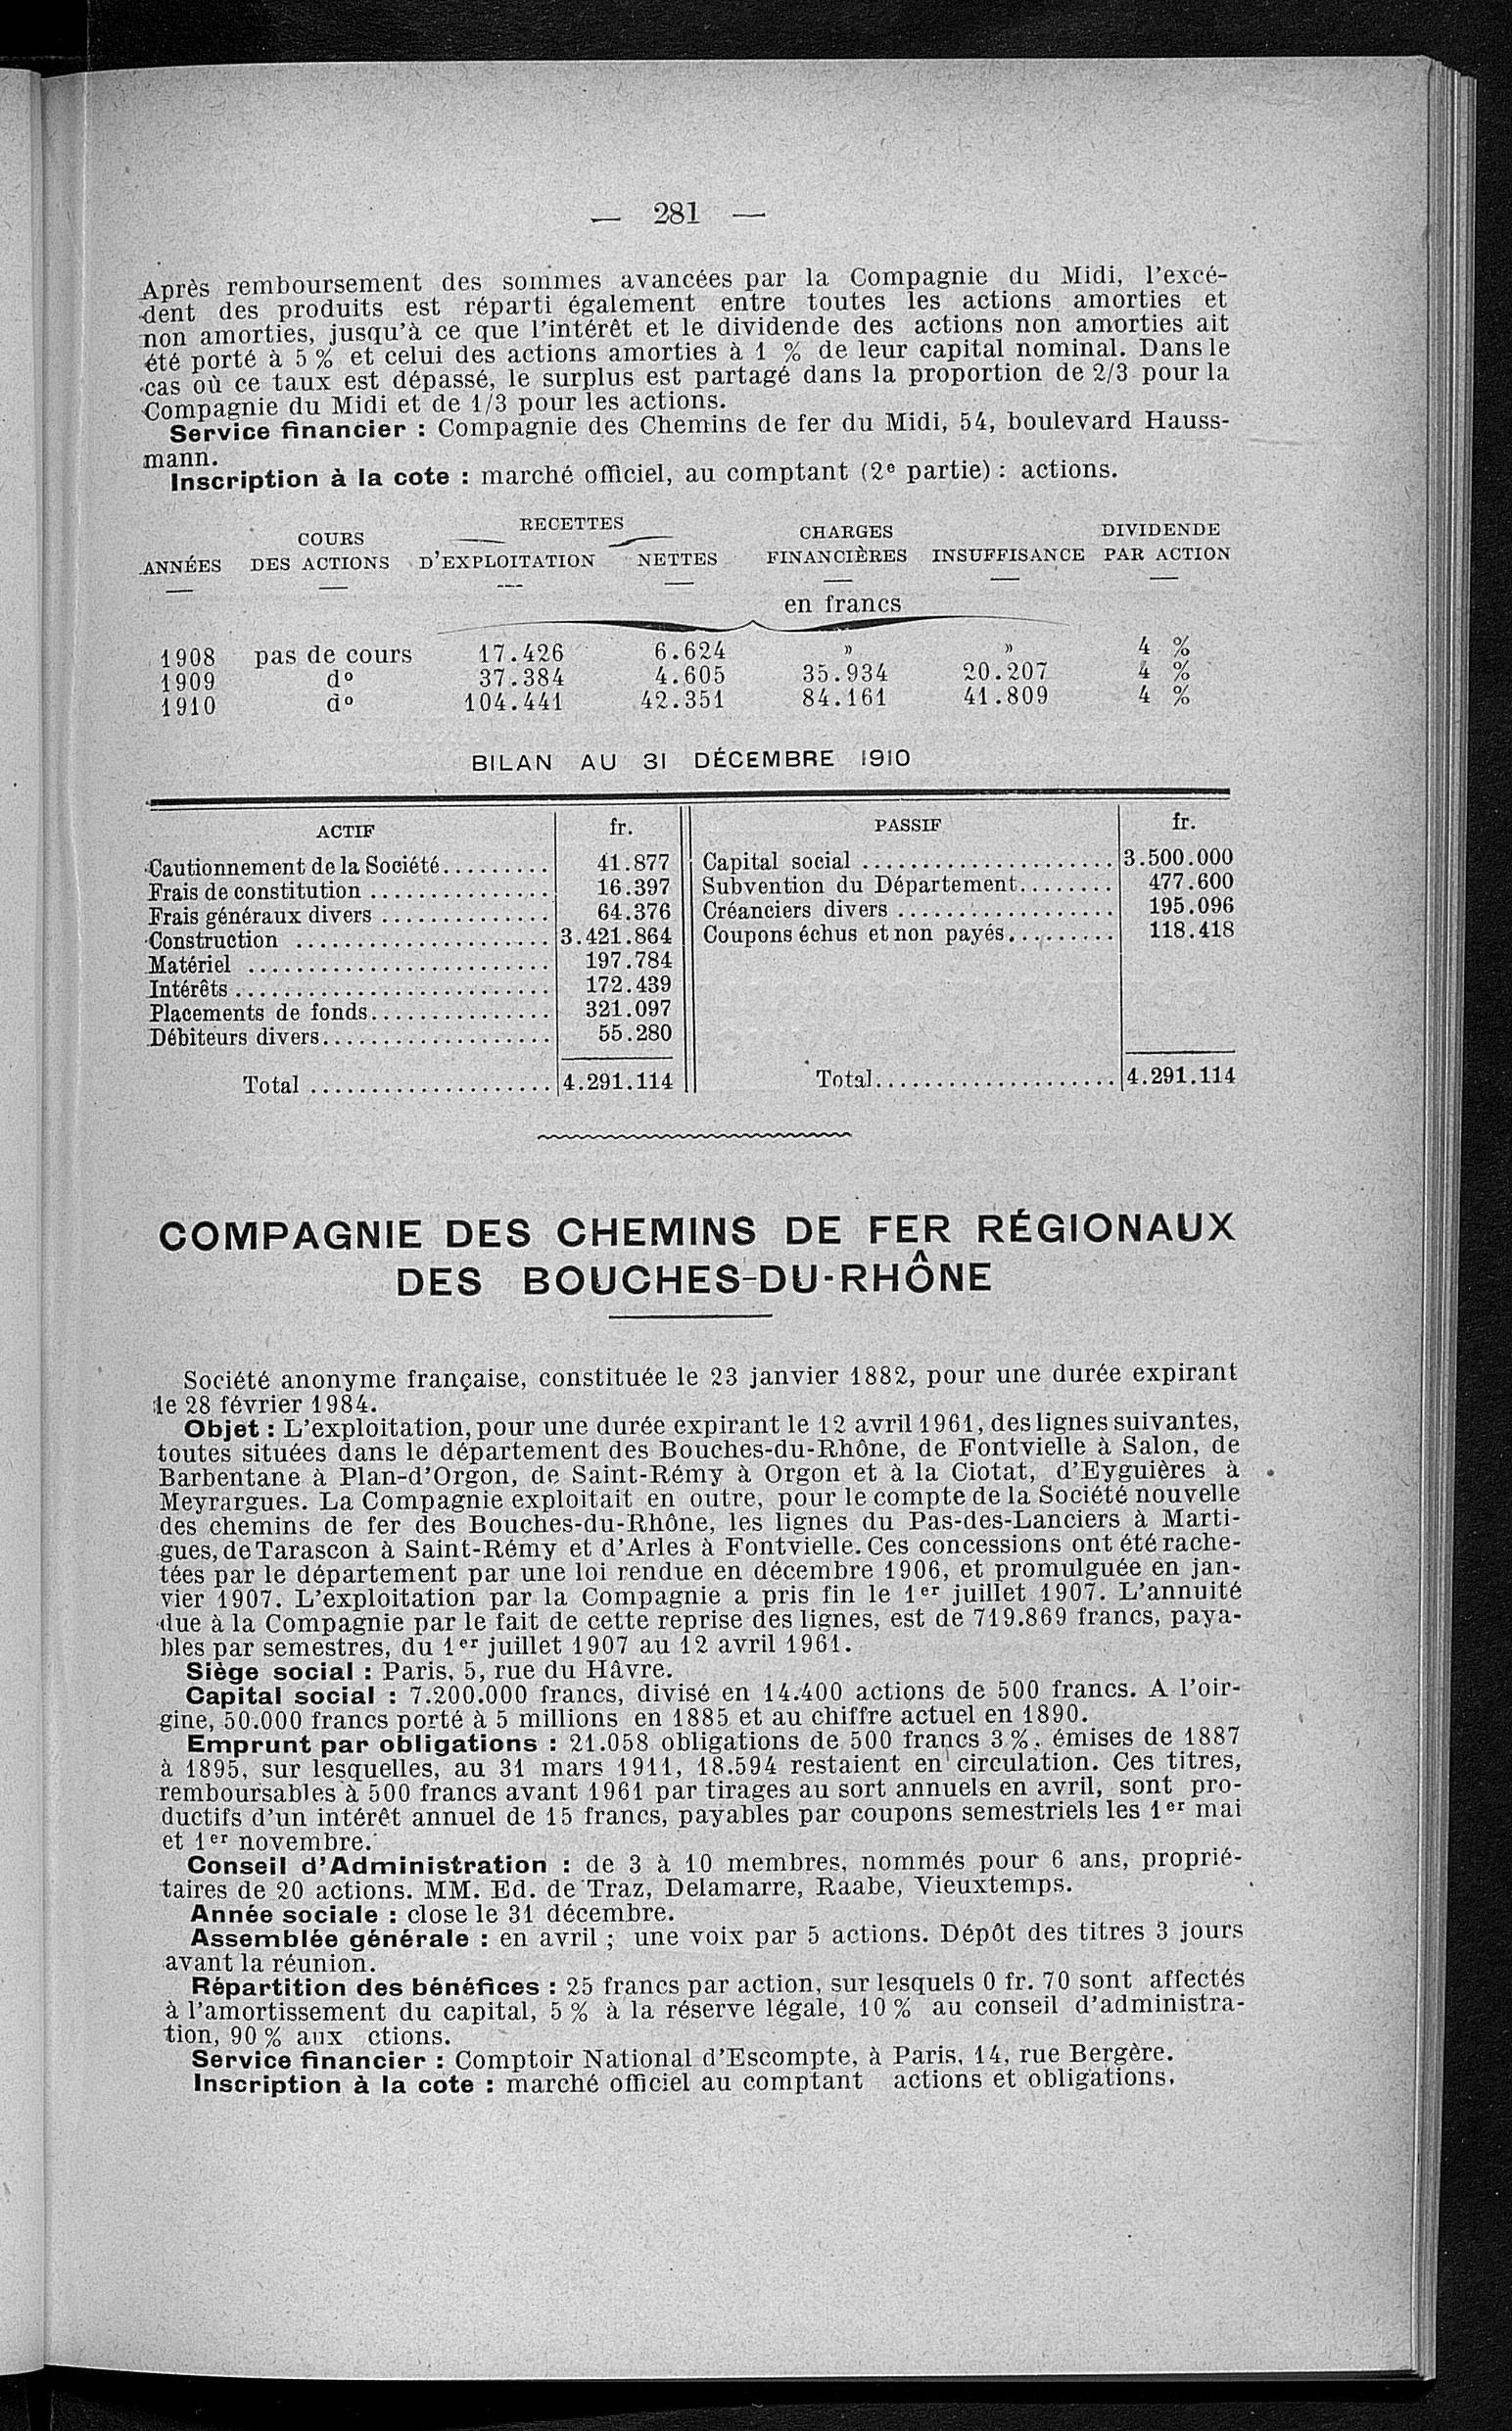 — 281 —
Après remboursement des sommes avancées par la Compagnie du Midi, l'excé-
dent des produits est réparti également entre toutes les actions amorties et
non amorties, jusqu'à ce que l'intérêt et le dividende des actions non amorties ait
été porté à 5 % et celui des actions amorties à 1 % de leur capital nominal. Dans le
cas où ce taux est dépassé, le surplus est partagé dans la proportion de 2/3 pour la
Compagnie du Midi et de 1/3 pour les actions.
Service financier : Compagnie des Chemins de fer du Midi, 54, boulevard Hauss-
mann.
Inscription à la cote : marché officiel, au comptant (2e partie) : actions.
COURS RECETTES CHARGES DIVIDENDE
ANNÉES DES ACTIONS D'EXPLOITATION NETTES FINANCIÈRES INSUFFISANCE PAR ACTION
en francs
1908 pas de cours 17.426 6.624 » » 4 %
1909 do 37.384 4.605 35.934 20.207 4 %
1910 do 104.441 42.351 84.161 41.809 4 %
BILAN AU 31 DÉCEMBRE 1910
ACTIF fr. PASSIF fr.
Cautionnement de la Société......... 41.877 Capital social ..................... 3.500.000
Frais de constitution ............... 16.397 Subvention du Département........ 477.600
Frais généraux divers .............. 64.376 Créanciers divers .................. 195.096
Construction ..................... 3.421.864 Coupons échus et non payés......... 118.418
Matériel ......................... 197.784
Intérêts .......................... 172.439
Placements de fonds............... 321.097
Débiteurs divers................... 55.280
Total .................... 4.291.114 Total.................... 4.291.114
COMPAGNIE DES CHEMINS DE FER RÉGIONAUX
DES BOUCHES-DU-RHÔNE
Société anonyme française, constituée le 23 janvier 1882, pour une durée expirant
le 28 février 1984.
Objet : L'exploitation, pour une durée expirant le 12 avril 1961, des lignes suivantes,
toutes situées dans le département des Bouches-du-Rhône, de Fontvielle à Salon, de
Barbentane à Plan-d'Orgon, de Saint-Rémy à Orgon et à la Ciotat, d'Eyguières à
Meyrargues. La Compagnie exploitait en outre, pour le compte de la Société nouvelle
des chemins de fer des Bouches-du-Rhône, les lignes du Pas-des-Lanciers à Marti-
gues, de Tarascon à Saint-Rémy et d'Arles à Fontvielle. Ces concessions ont été rache-
tées par le département par une loi rendue en décembre 1906, et promulguée en jan-
vier 1907. L'exploitation par la Compagnie a pris fin le 1er juillet 1907. L'annuité
due à la Compagnie par le fait de cette reprise des lignes, est de 719.869 francs, paya-
bles par semestres, du 1er juillet 1907 au 12 avril 1961.
Siège social : Paris, 5, rue du Hâvre.
Capital social : 7.200.000 francs, divisé en 14.400 actions de 500 francs. A l'oir-
gine, 50.000 francs porté à 5 millions en 1885 et au chiffre actuel en 1890.
Emprunt par obligations : 21.058 obligations de 500 francs 3 %, émises de 1887
à 1895, sur lesquelles, au 31 mars 1911, 18.594 restaient en circulation. Ces titres,
remboursables à 500 francs avant 1961 par tirages au sort annuels en avril, sont pro-
ductifs d'un intérêt annuel de 15 francs, payables par coupons semestriels les 1er mai
et 1er novembre.
Conseil d'Administration : de 3 à 10 membres, nommés pour 6 ans, proprié-
taires de 20 actions. MM. Ed. de Traz, Delamarre, Raabe, Vieuxtemps.
Année sociale : close le 31 décembre.
Assemblée générale : en avril ; une voix par 5 actions. Dépôt des titres 3 jours
avant la réunion.
Répartition des bénéfices : 25 francs par action, sur lesquels 0 fr. 70 sont affectés
à l'amortissement du capital, 5 % à la réserve légale, 10 % au conseil d'administra-
tion, 90 % aux ctions.
Service financier : Comptoir National d'Escompte, à Paris, 14, rue Bergère.
Inscription à la cote : marché officiel au comptant actions et obligations.